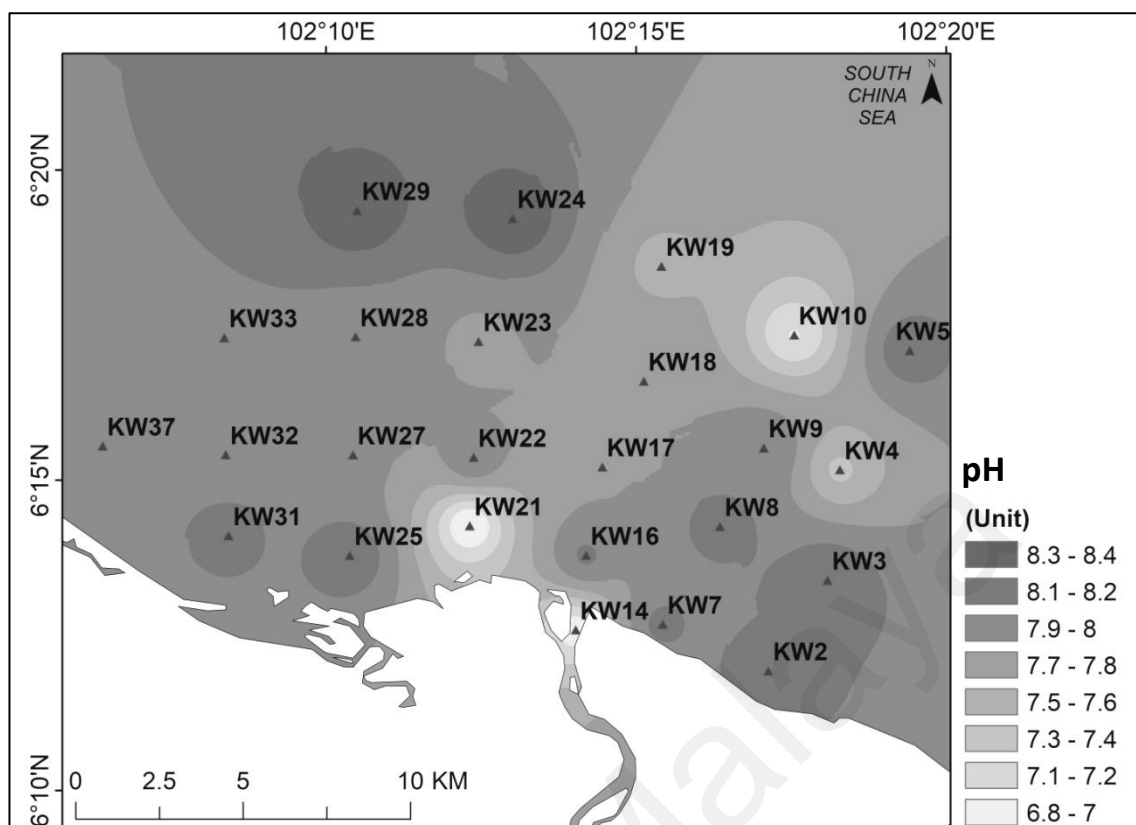 102°10'E 102°15'E 102°20'E
SOUTH
CHINA
SEA
N
6°20'N
KW29
KW24
KW19
KW33
KW28
KW23
KW10
KW5
KW18
KW37
KW32
KW27
KW22
KW17
KW9
KW4
6°15'N
KW31
KW25
KW21
KW16
KW8
KW3
KW14
KW7
KW2
6°10'N
0 2.5 5 10 KM
pH
(Unit)
8.3 - 8.4
8.1 - 8.2
7.9 - 8
7.7 - 7.8
7.5 - 7.6
7.3 - 7.4
7.1 - 7.2
6.8 - 7
Malaya